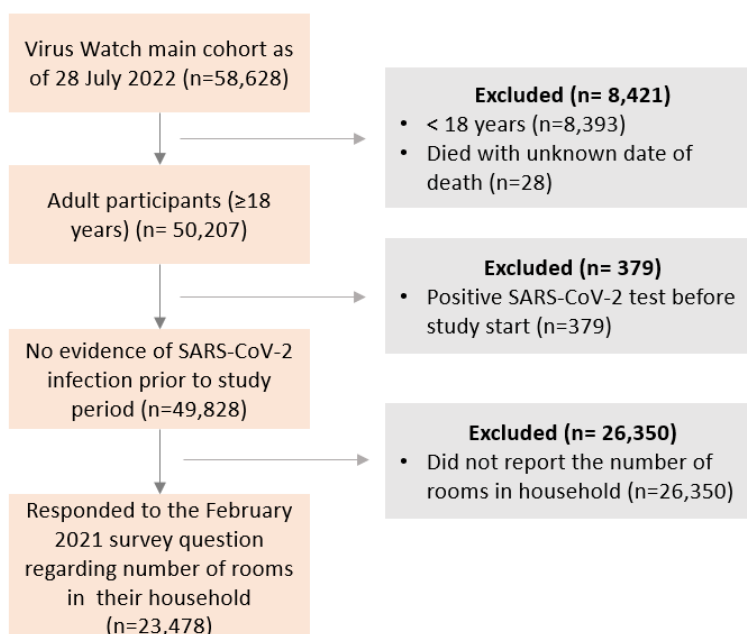 Virus Watch main cohort as
of 28 July 2022 (n=58,628)
Excluded (n= 8,421)
• < 18 years (n=8,393)
• Died with unknown date of
death (n=28)
Adult participants (≥18
years) (n= 50,207)
Excluded (n= 379)
• Positive SARS-CoV-2 test before
study start (n=379)
No evidence of SARS-CoV-2
infection prior to study
period (n=49,828)
Excluded (n= 26,350)
• Did not report the number of
rooms in household (n=26,350)
Responded to the February
2021 survey question
regarding number of rooms
in  their household
(n=23,478)